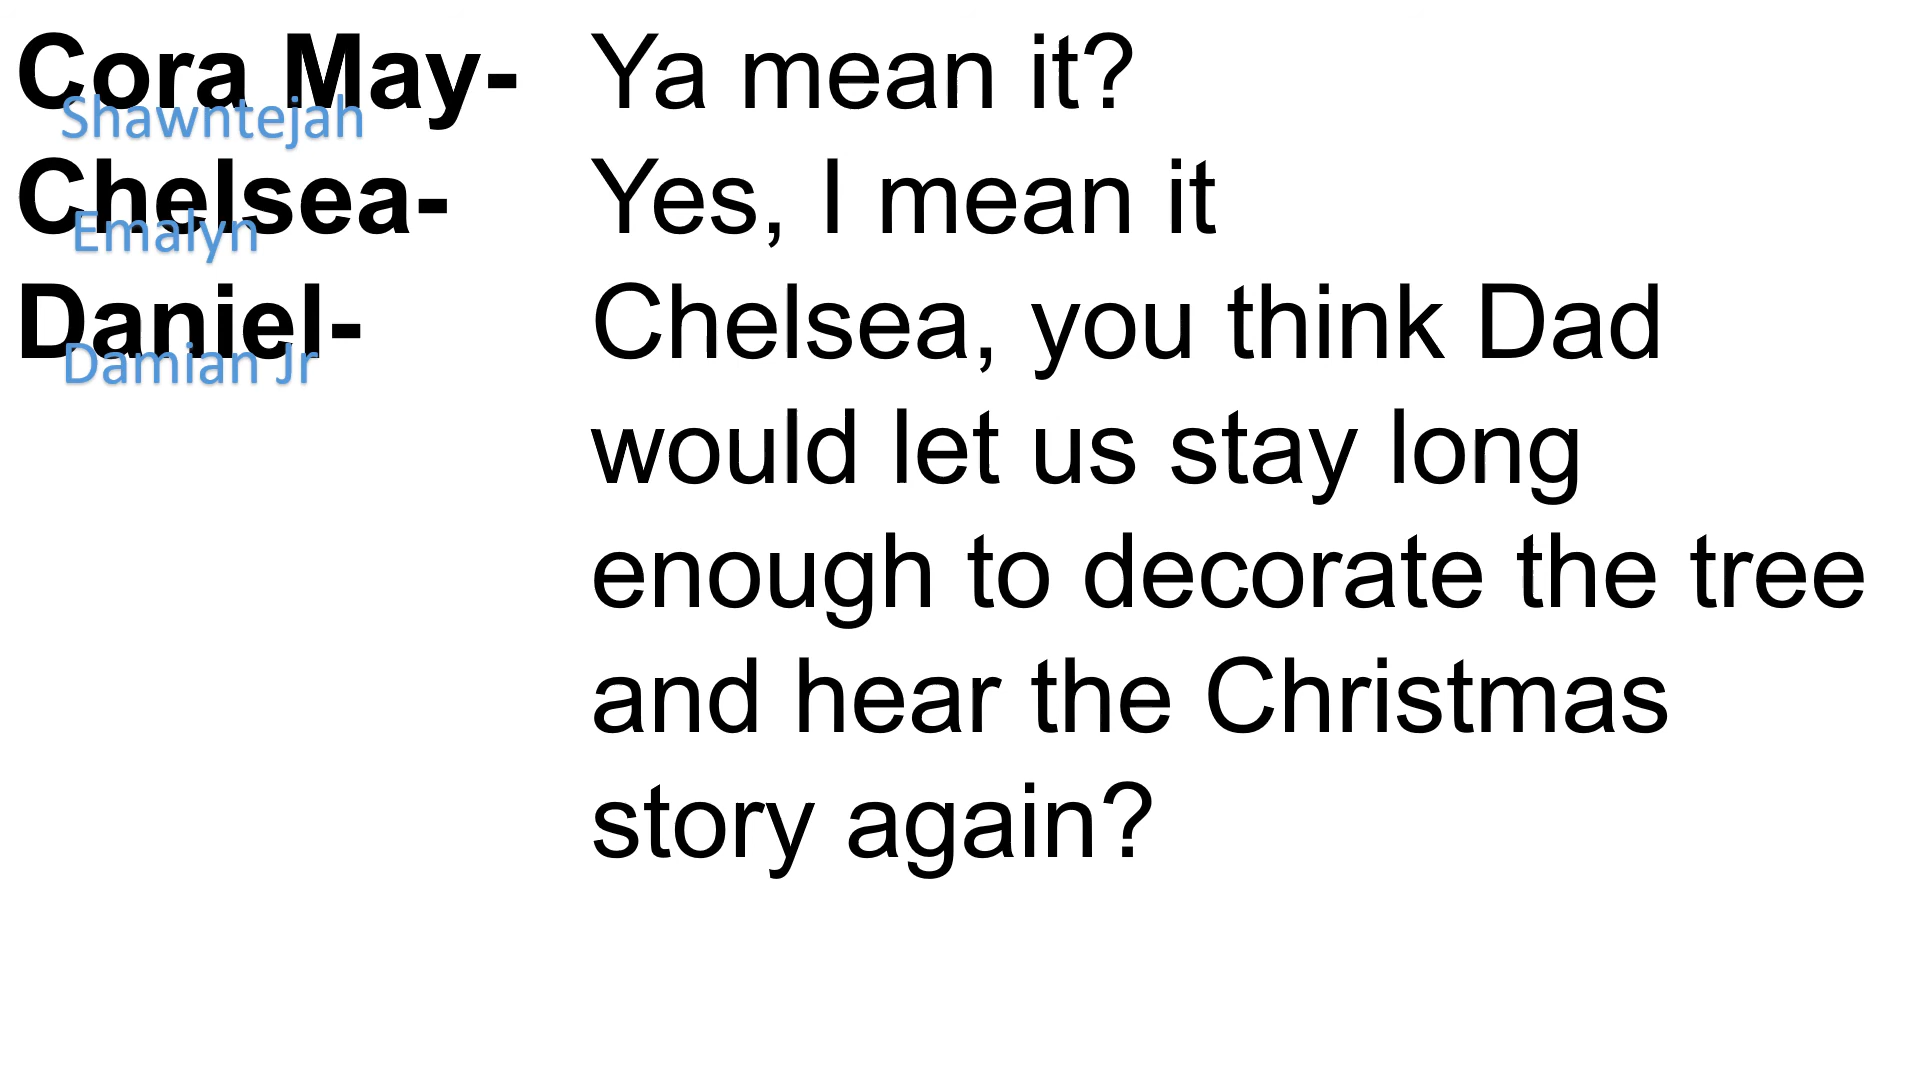 Cora May- Ya mean it?
Shawntejah
Chelsea- Yes, I mean it
Emalyn
Daniel- Chelsea, you think Dad
Damian Jr
would let us stay long
enough to decorate the tree
and hear the Christmas
story again?